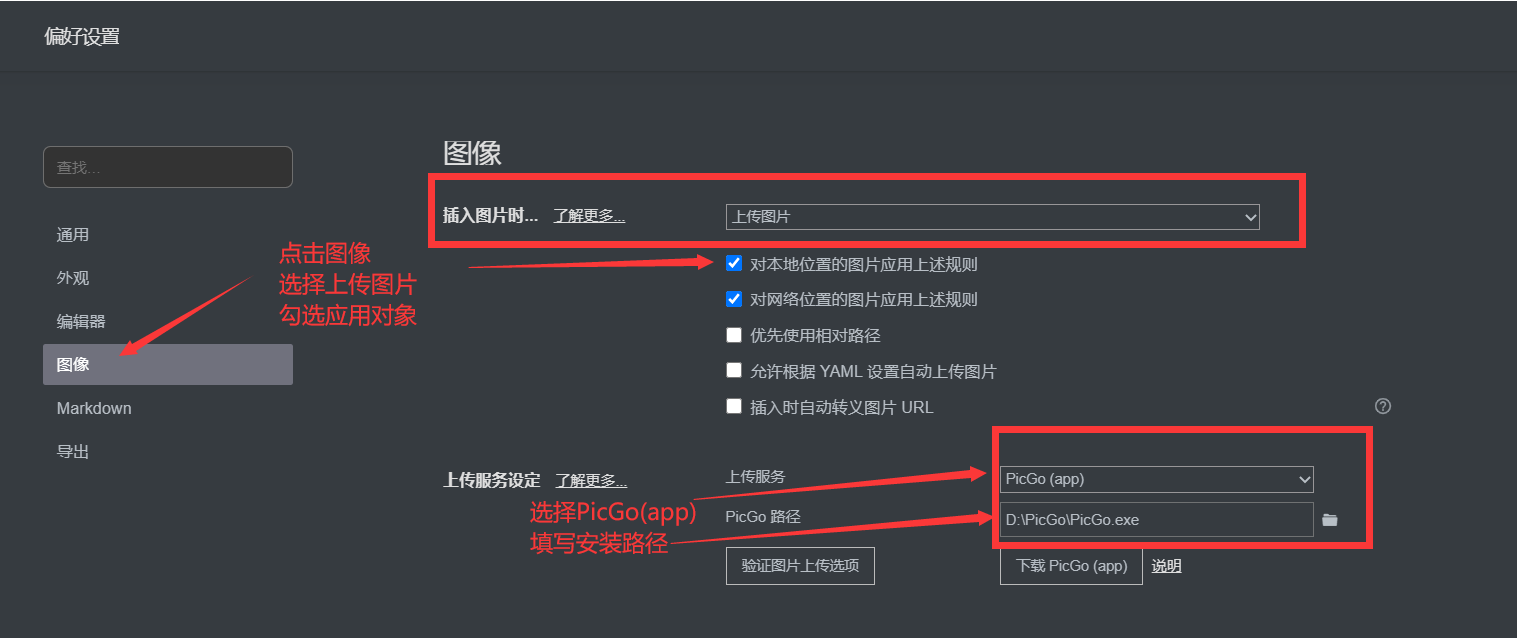 偏好设置
查找...
通用
外观
编辑器
图像
Markdown
导出
点击图像
选择上传图片
勾选应用对象
图像
插入图片时... 了解更多... 上传图片
对本地位置的图片应用上述规则
对网络位置的图片应用上述规则
优先使用相对路径
允许根据 YAML 设置自动上传图片
插入时自动转义图片 URL
?
上传服务设定 了解更多... 上传服务 PicGo (app)
选择PicGo(app)
填写安装路径
PicGo 路径 D:\PicGo\PicGo.exe
验证图片上传选项 下载 PicGo (app) 说明